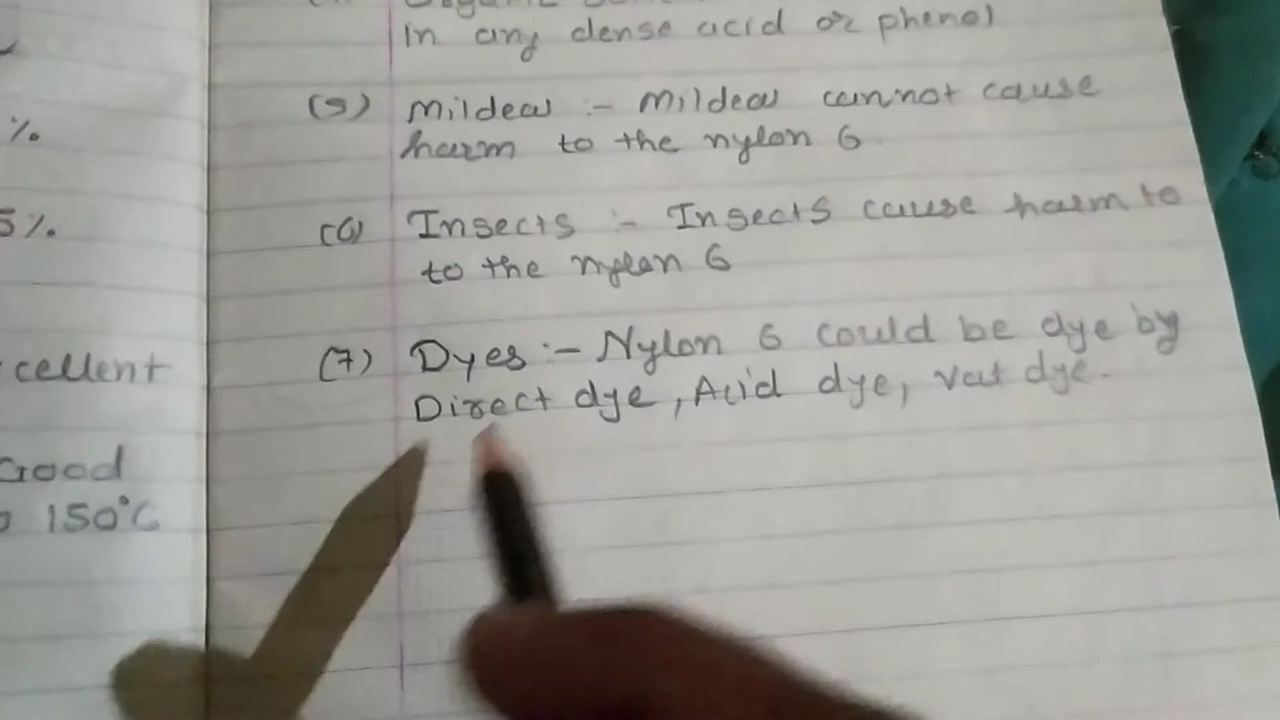 in any dense acid or phenol
(5) Mildew :- Mildew cannot cause
harm to the nylon 6
(6) Insects :- Insects cause harm to
to the nylon 6
(7) Dyes :- Nylon 6 could be dye by
Direct dye, Acid dye, vat dye.
%.
5%.
cellent
Good
150°C